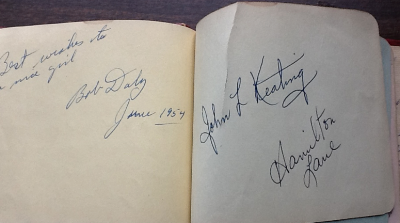 Best wishes to
a nice girl
Bob Daly
June 1954
John L Keating
Hamilton
Lane